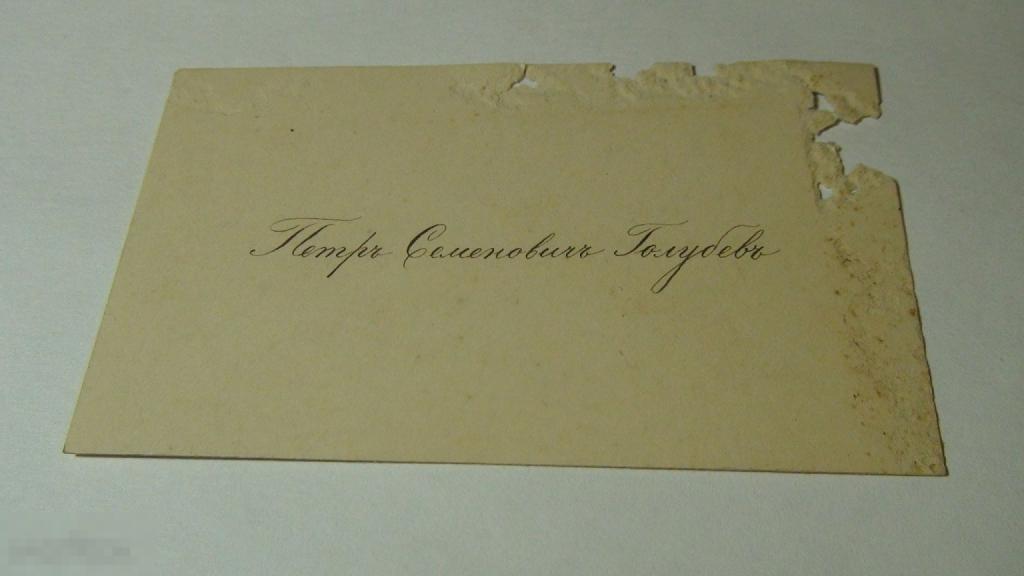 Петръ Семеновичъ Голубевъ